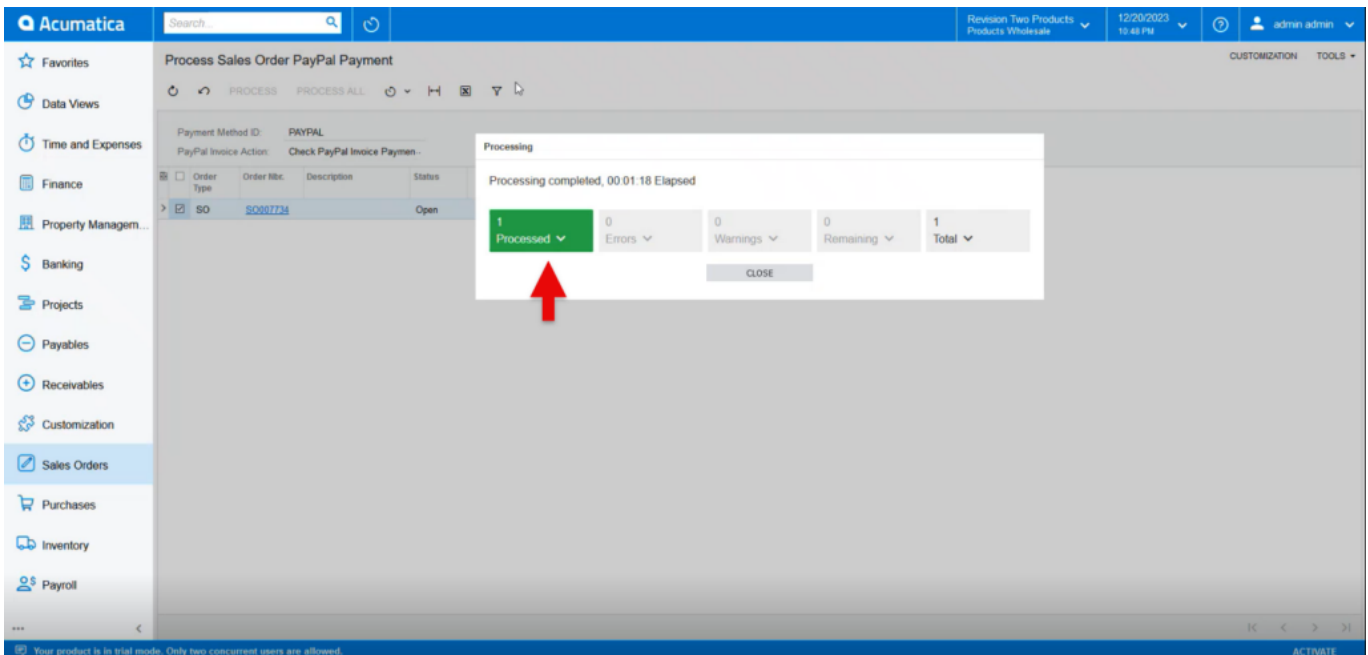 Acumatica
Search...
Revision Two Products
Products Wholesale
12/20/2023
10:48 PM
admin admin
Favorites
Data Views
Time and Expenses
Finance
Property Managem...
Banking
Projects
Payables
Receivables
Customization
Sales Orders
Purchases
Inventory
Payroll
Process Sales Order PayPal Payment
CUSTOMIZATION TOOLS
PROCESS PROCESS ALL
Payment Method ID: PAYPAL
PayPal Invoice Action: Check PayPal Invoice Paymen...
Order Type Order Nbr. Description Status
SO SO007734 Open
Processing
Processing completed, 00:01:18 Elapsed
1 0 0 0 1
Processed Errors Warnings Remaining Total
CLOSE
Your product is in trial mode. Only two concurrent users are allowed.
ACTIVATE